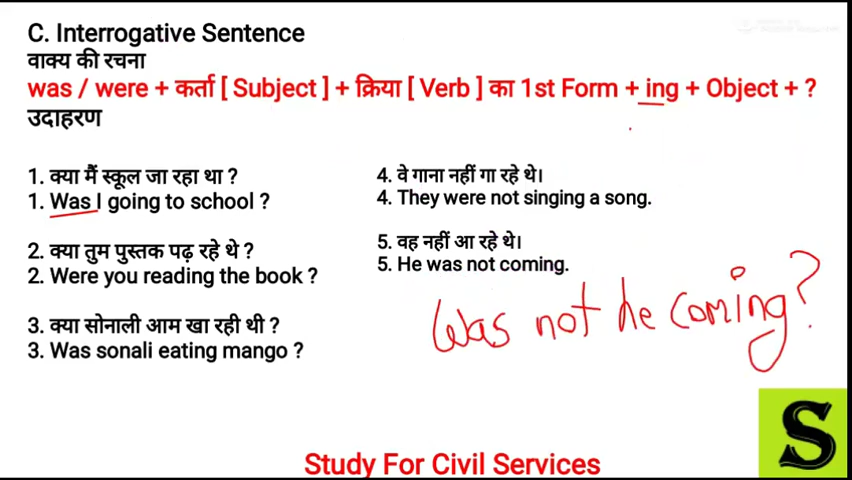 C. Interrogative Sentence
वाक्य की रचना
was / were + कर्ता [ Subject ] + क्रिया [ Verb ] का 1st Form + ing + Object + ?
उदाहरण
1. क्या मैं स्कूल जा रहा था ?
1. Was I going to school ?
2. क्या तुम पुस्तक पढ़ रहे थे ?
2. Were you reading the book ?
3. क्या सोनाली आम खा रही थी ?
3. Was sonali eating mango ?
4. वे गाना नहीं गा रहे थे।
4. They were not singing a song.
5. वह नहीं आ रहे थे।
5. He was not coming.
Was not he coming?
S
Study For Civil Services